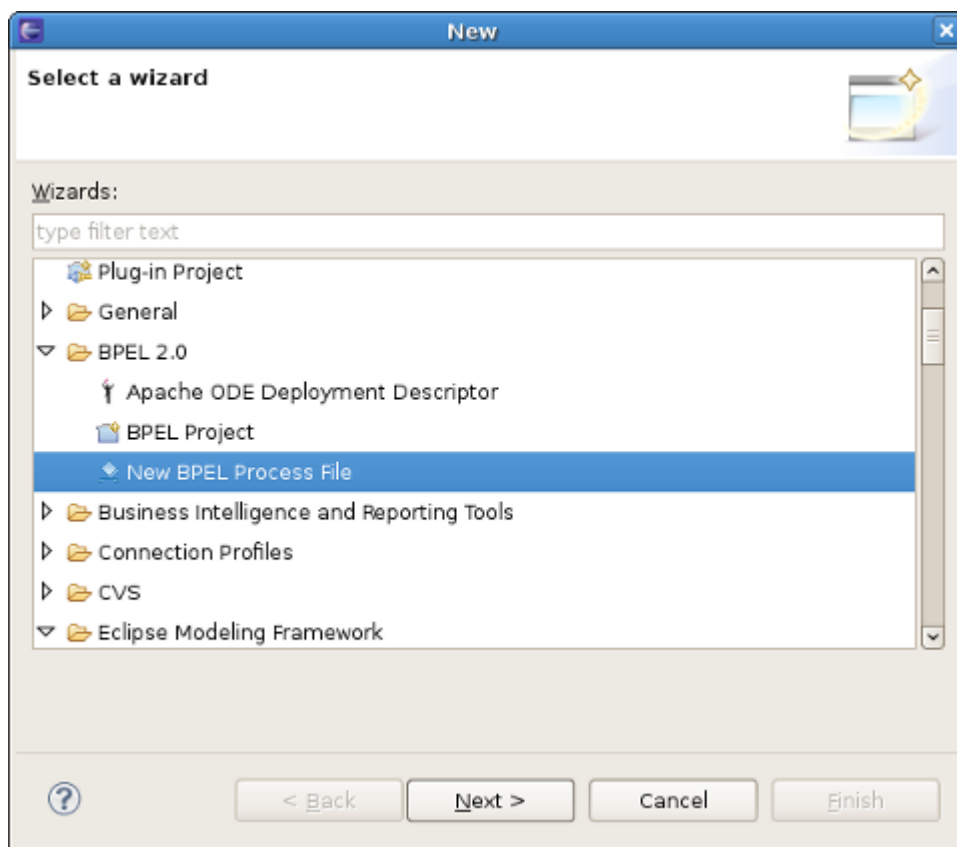 New
Select a wizard
Wizards:
type filter text
Plug-in Project
General
BPEL 2.0
Apache ODE Deployment Descriptor
BPEL Project
New BPEL Process File
Business Intelligence and Reporting Tools
Connection Profiles
CVS
Eclipse Modeling Framework
? < Back Next > Cancel Finish